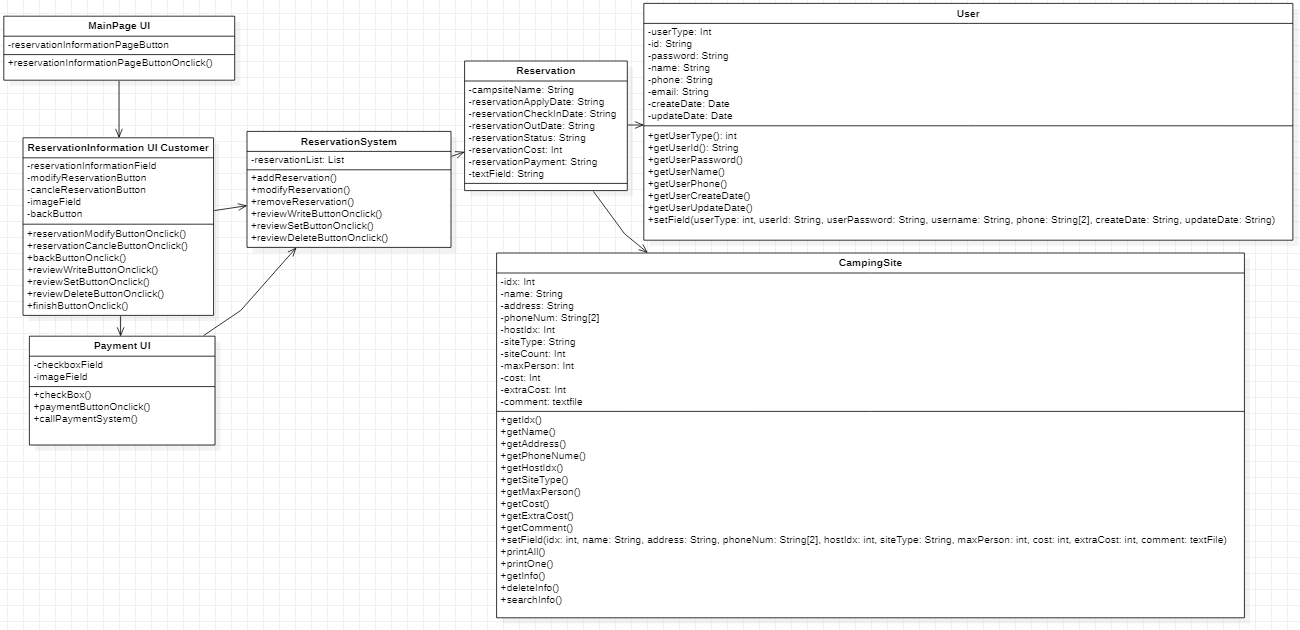 MainPage UI
-reservationInformationPageButton
+reservationInformationPageButtonOnclick()
ReservationInformation UI Customer
-reservationInformationField
-modifyReservationButton
-cancleReservationButton
-imageField
-backButton
+reservationModifyButtonOnclick()
+reservationCancleButtonOnclick()
+backButtonOnclick()
+reviewWriteButtonOnclick()
+reviewSetButtonOnclick()
+reviewDeleteButtonOnclick()
+finishButtonOnclick()
Payment UI
-checkboxField
-imageField
+checkBox()
+paymentButtonOnclick()
+callPaymentSystem()
ReservationSystem
-reservationList: List
+addReservation()
+modifyReservation()
+removeReservation()
+reviewWriteButtonOnclick()
+reviewSetButtonOnclick()
+reviewDeleteButtonOnclick()
Reservation
-campsiteName: String
-reservationApplyDate: String
-reservationCheckInDate: String
-reservationOutDate: String
-reservationStatus: String
-reservationCost: Int
-reservationPayment: String
-textField: String
User
-userType: Int
-id: String
-password: String
-name: String
-phone: String
-email: String
-createDate: Date
-updateDate: Date
+getUserType(): int
+getUserId(): String
+getUserPassword()
+getUserName()
+getUserPhone()
+getUserCreateDate()
+getUserUpdateDate()
+setField(userType: int, userId: String, userPassword: String, username: String, phone: String[2], createDate: String, updateDate: String)
CampingSite
-idx: Int
-name: String
-address: String
-phoneNum: String[2]
-hostIdx: Int
-siteType: String
-siteCount: Int
-maxPerson: Int
-cost: Int
-extraCost: Int
-comment: textfile
+getIdx()
+getName()
+getAddress()
+getPhoneNume()
+getHostIdx()
+getSiteType()
+getMaxPerson()
+getCost()
+getExtraCost()
+getComment()
+setField(idx: int, name: String, address: String, phoneNum: String[2], hostIdx: int, siteType: String, maxPerson: int, cost: int, extraCost: int, comment: textFile)
+printAll()
+printOne()
+getInfo()
+deleteInfo()
+searchInfo()